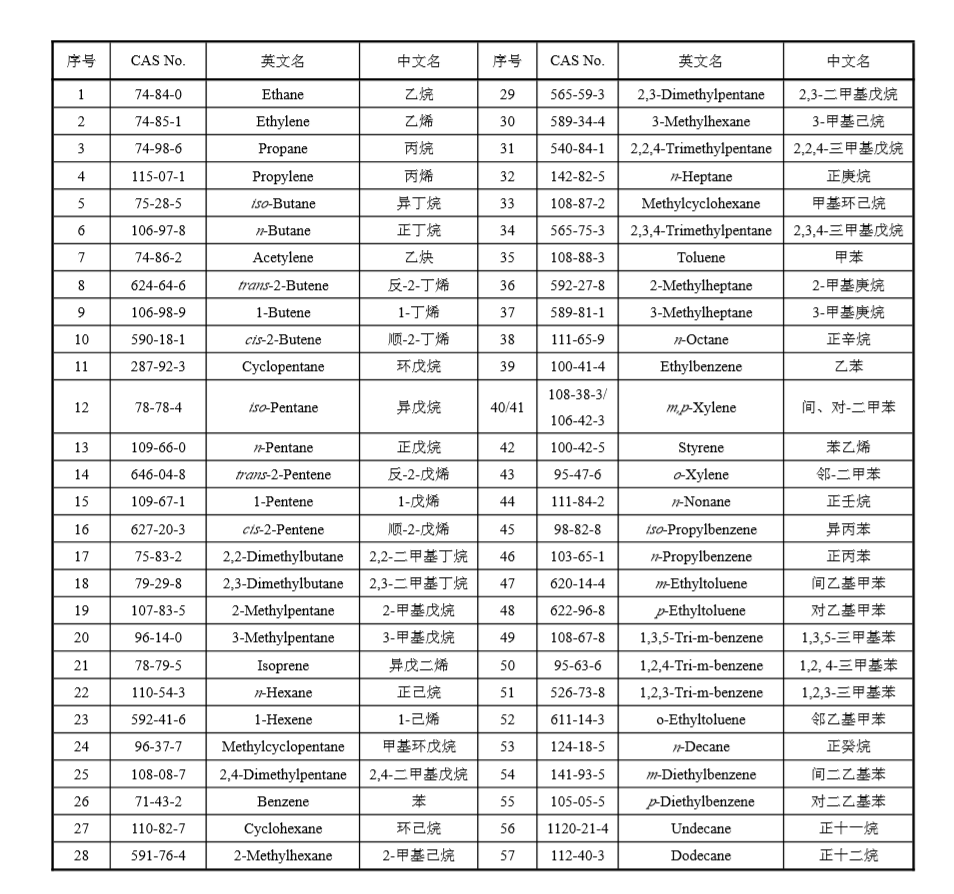 序号 CAS No. 英文名 中文名 序号 CAS No. 英文名 中文名
1 74-84-0 Ethane 乙烷 29 565-59-3 2,3-Dimethylpentane 2,3-二甲基戊烷
2 74-85-1 Ethylene 乙烯 30 589-34-4 3-Methylhexane 3-甲基己烷
3 74-98-6 Propane 丙烷 31 540-84-1 2,2,4-Trimethylpentane 2,2,4-三甲基戊烷
4 115-07-1 Propylene 丙烯 32 142-82-5 n-Heptane 正庚烷
5 75-28-5 iso-Butane 异丁烷 33 108-87-2 Methylcyclohexane 甲基环己烷
6 106-97-8 n-Butane 正丁烷 34 565-75-3 2,3,4-Trimethylpentane 2,3,4-三甲基戊烷
7 74-86-2 Acetylene 乙炔 35 108-88-3 Toluene 甲苯
8 624-64-6 trans-2-Butene 反-2-丁烯 36 592-27-8 2-Methylheptane 2-甲基庚烷
9 106-98-9 1-Butene 1-丁烯 37 589-81-1 3-Methylheptane 3-甲基庚烷
10 590-18-1 cis-2-Butene 顺-2-丁烯 38 111-65-9 n-Octane 正辛烷
11 287-92-3 Cyclopentane 环戊烷 39 100-41-4 Ethylbenzene 乙苯
12 78-78-4 iso-Pentane 异戊烷 40/41 108-38-3/ 106-42-3 m,p-Xylene 间、对-二甲苯
13 109-66-0 n-Pentane 正戊烷 42 100-42-5 Styrene 苯乙烯
14 646-04-8 trans-2-Pentene 反-2-戊烯 43 95-47-6 o-Xylene 邻-二甲苯
15 109-67-1 1-Pentene 1-戊烯 44 111-84-2 n-Nonane 正壬烷
16 627-20-3 cis-2-Pentene 顺-2-戊烯 45 98-82-8 iso-Propylbenzene 异丙苯
17 75-83-2 2,2-Dimethylbutane 2,2-二甲基丁烷 46 103-65-1 n-Propylbenzene 正丙苯
18 79-29-8 2,3-Dimethylbutane 2,3-二甲基丁烷 47 620-14-4 m-Ethyltoluene 间乙基甲苯
19 107-83-5 2-Methylpentane 2-甲基戊烷 48 622-96-8 p-Ethyltoluene 对乙基甲苯
20 96-14-0 3-Methylpentane 3-甲基戊烷 49 108-67-8 1,3,5-Tri-m-benzene 1,3,5-三甲基苯
21 78-79-5 Isoprene 异戊二烯 50 95-63-6 1,2,4-Tri-m-benzene 1,2, 4-三甲基苯
22 110-54-3 n-Hexane 正己烷 51 526-73-8 1,2,3-Tri-m-benzene 1,2,3-三甲基苯
23 592-41-6 1-Hexene 1-己烯 52 611-14-3 o-Ethyltoluene 邻乙基甲苯
24 96-37-7 Methylcyclopentane 甲基环戊烷 53 124-18-5 n-Decane 正癸烷
25 108-08-7 2,4-Dimethylpentane 2,4-二甲基戊烷 54 141-93-5 m-Diethylbenzene 间二乙基苯
26 71-43-2 Benzene 苯 55 105-05-5 p-Diethylbenzene 对二乙基苯
27 110-82-7 Cyclohexane 环己烷 56 1120-21-4 Undecane 正十一烷
28 591-76-4 2-Methylhexane 2-甲基己烷 57 112-40-3 Dodecane 正十二烷